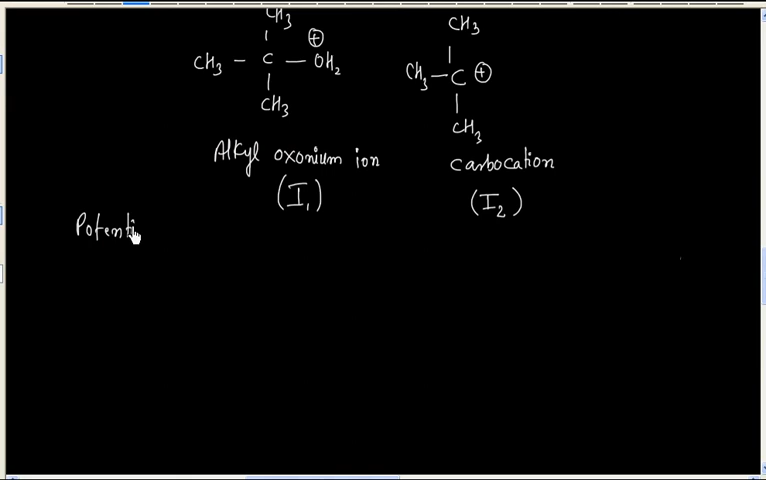 CH3 CH3
CH3 – C – OH2 ⊕ CH3 – C ⊕
CH3 CH3
Alkyl oxonium ion carbocation
(I1) (I2)
Potenti